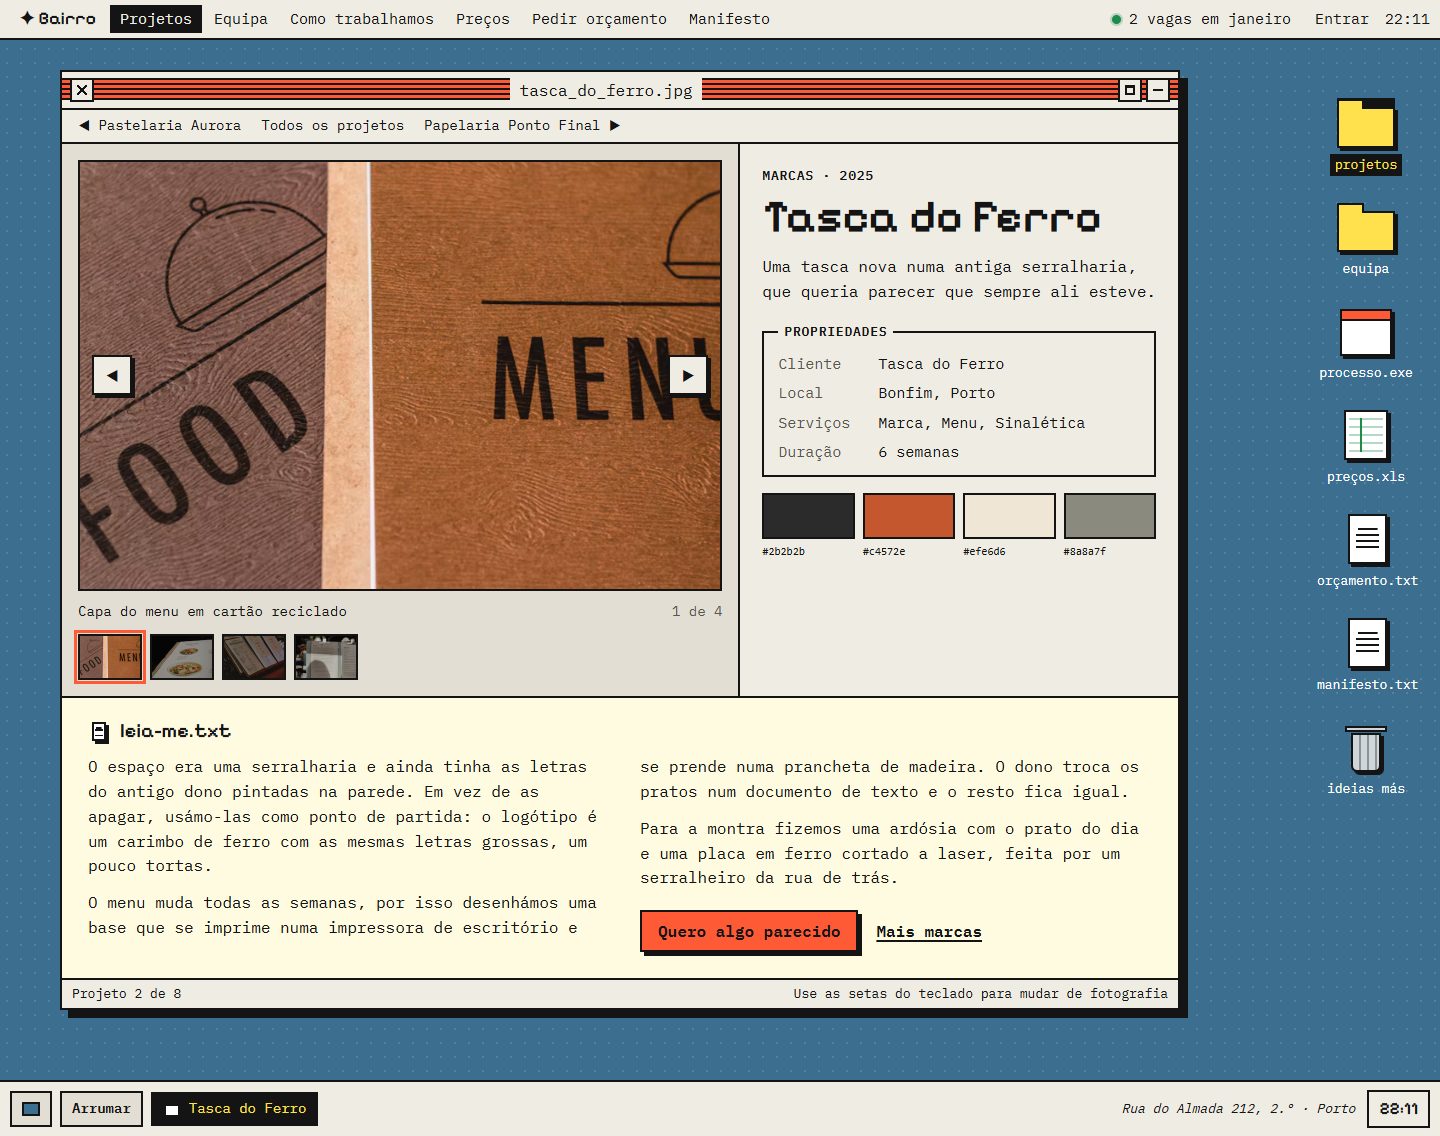 Bairro
Projetos
Equipa
Como trabalhamos
Preços
Pedir orçamento
Manifesto
2 vagas em janeiro
Entrar
22:11
tasca_do_ferro.jpg
◀ Pastelaria Aurora
Todos os projetos
Papelaria Ponto Final ▶
FOOD
MENU
Capa do menu em cartão reciclado
1 de 4
FOOD
MEN
MARCAS · 2025
Tasca do Ferro
Uma tasca nova numa antiga serralharia,
que queria parecer que sempre ali esteve.
PROPRIEDADES
Cliente Tasca do Ferro
Local Bonfim, Porto
Serviços Marca, Menu, Sinalética
Duração 6 semanas
#2b2b2b
#c4572e
#efe6d6
#8a8a7f
leia-me.txt
O espaço era uma serralharia e ainda tinha as letras
do antigo dono pintadas na parede. Em vez de as
apagar, usámo-las como ponto de partida: o logótipo é
um carimbo de ferro com as mesmas letras grossas, um
pouco tortas.
O menu muda todas as semanas, por isso desenhámos uma
base que se imprime numa impressora de escritório e
se prende numa prancheta de madeira. O dono troca os
pratos num documento de texto e o resto fica igual.
Para a montra fizemos uma ardósia com o prato do dia
e uma placa em ferro cortado a laser, feita por um
serralheiro da rua de trás.
Quero algo parecido
Mais marcas
Projeto 2 de 8
Use as setas do teclado para mudar de fotografia
projetos
equipa
processo.exe
preços.xls
orçamento.txt
manifesto.txt
ideias más
Arrumar
Tasca do Ferro
Rua do Almada 212, 2.º · Porto
22:11